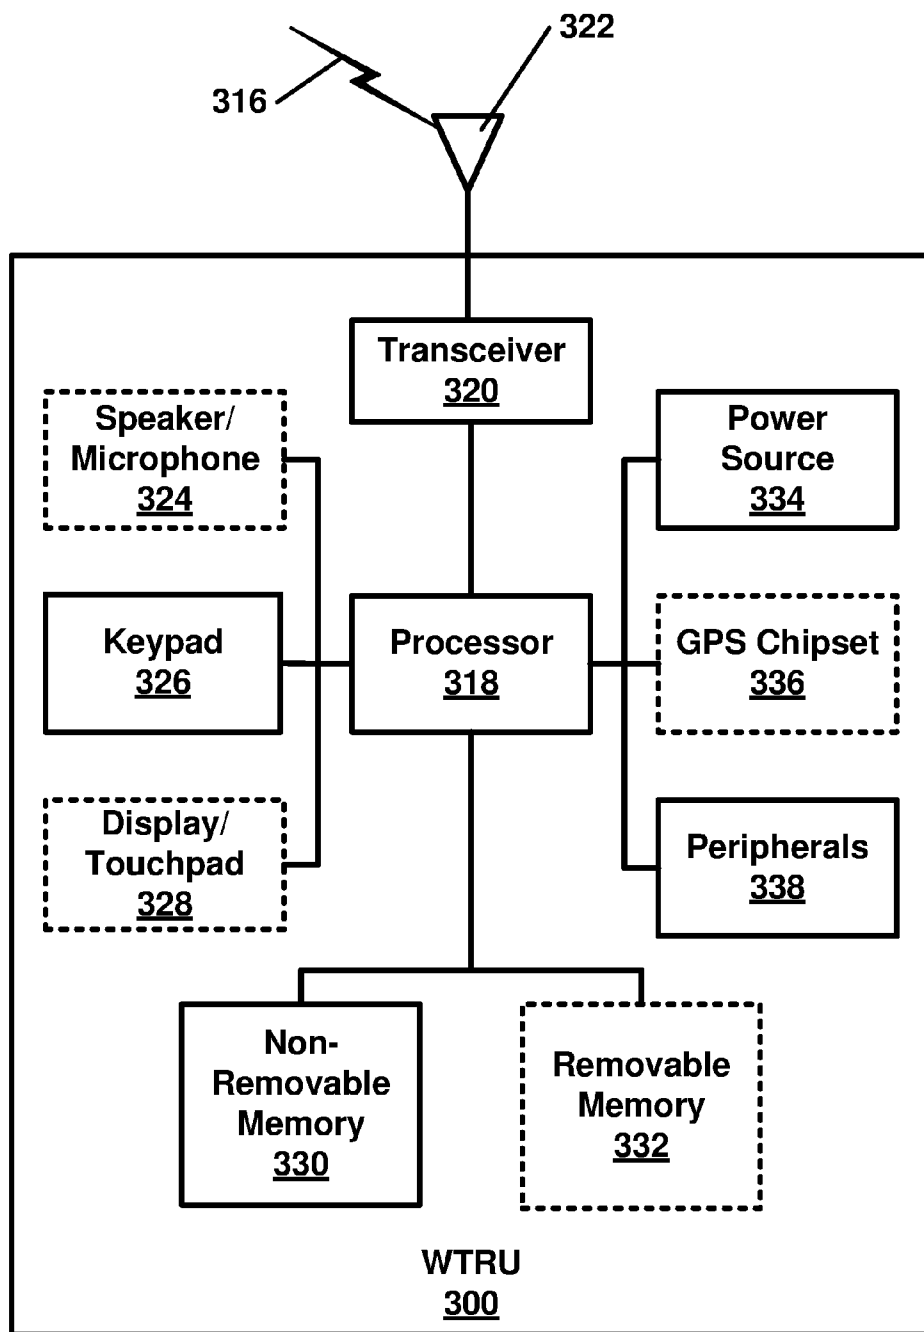 322
316
Transceiver
320
Speaker/
Microphone
324
Power
Source
334
Keypad
326
Processor
318
GPS Chipset
336
Display/
Touchpad
328
Peripherals
338
Non-
Removable
Memory
330
Removable
Memory
332
WTRU
300